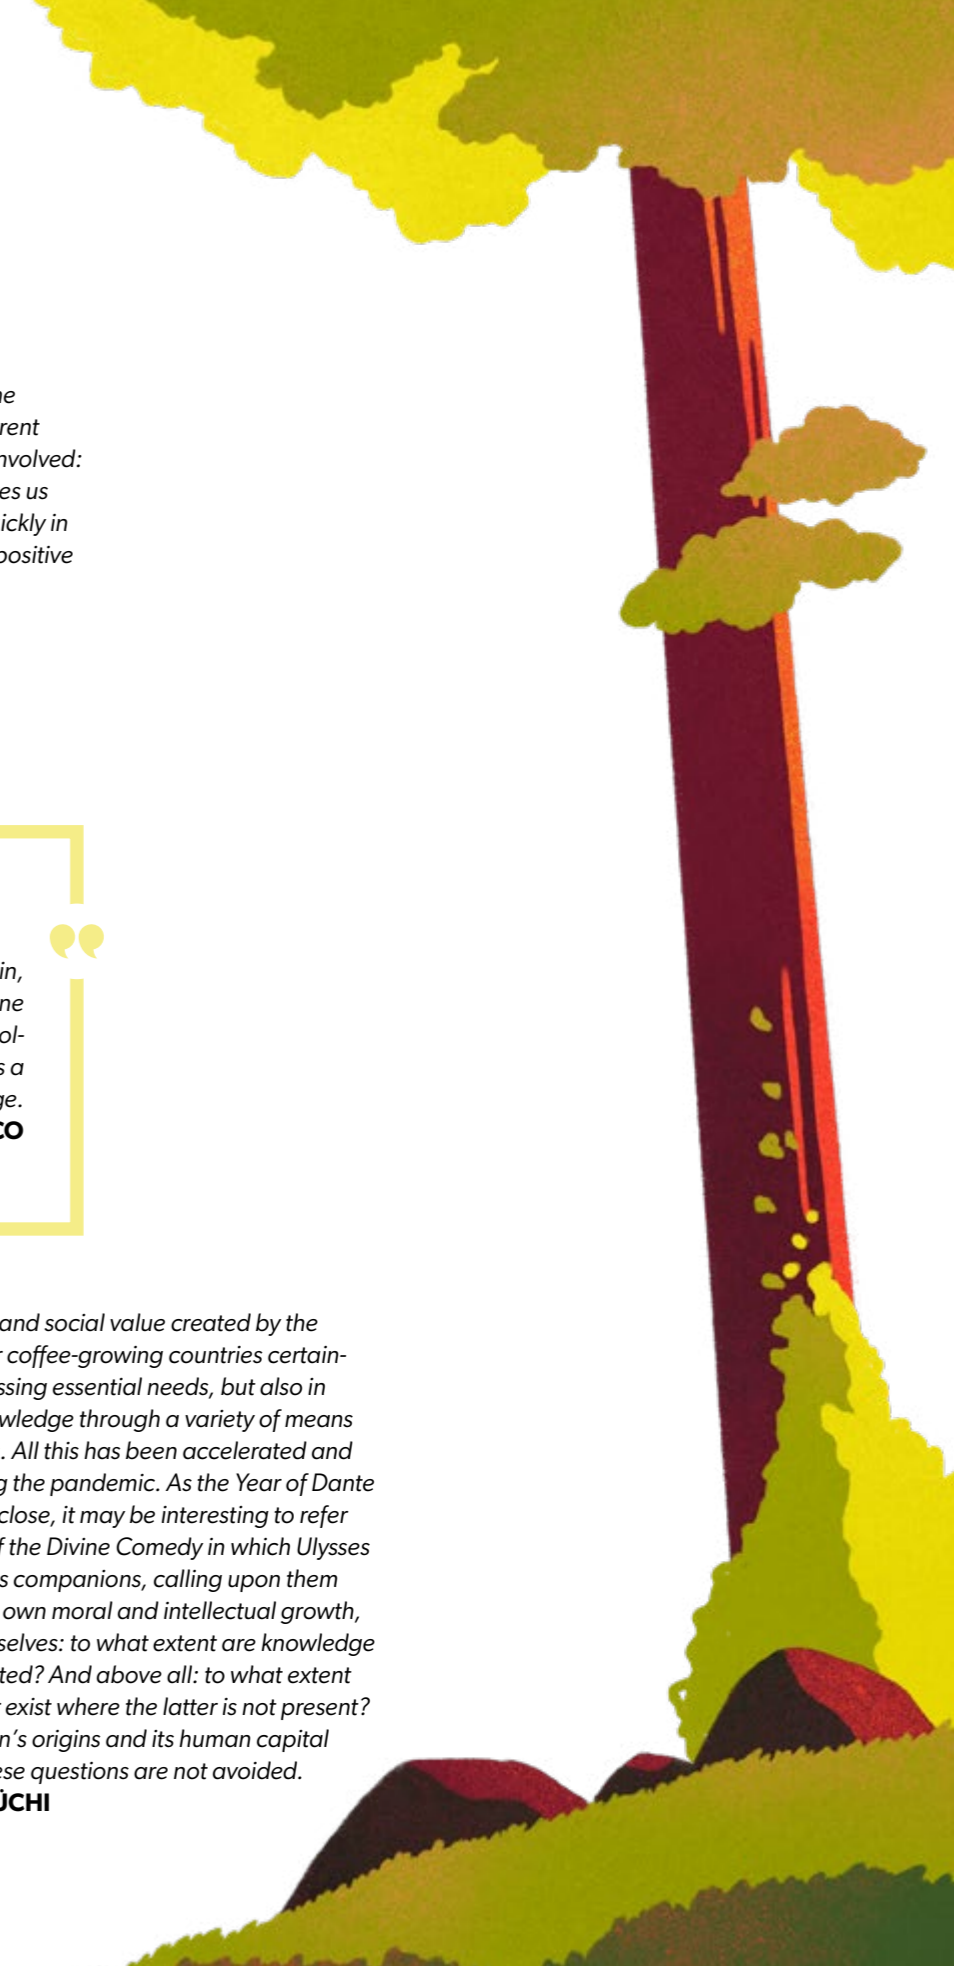 ne
rent
nvolved:
es us
ickly in
positive
in,
ne
ol-
s a
ge.
CO
and social value created by the
r coffee-growing countries certain-
ssing essential needs, but also in
wledge through a variety of means
. All this has been accelerated and
g the pandemic. As the Year of Dante
close, it may be interesting to refer
f the Divine Comedy in which Ulysses
s companions, calling upon them
own moral and intellectual growth,
selves: to what extent are knowledge
ted? And above all: to what extent
r exist where the latter is not present?
n's origins and its human capital
ese questions are not avoided.
ÜCHI